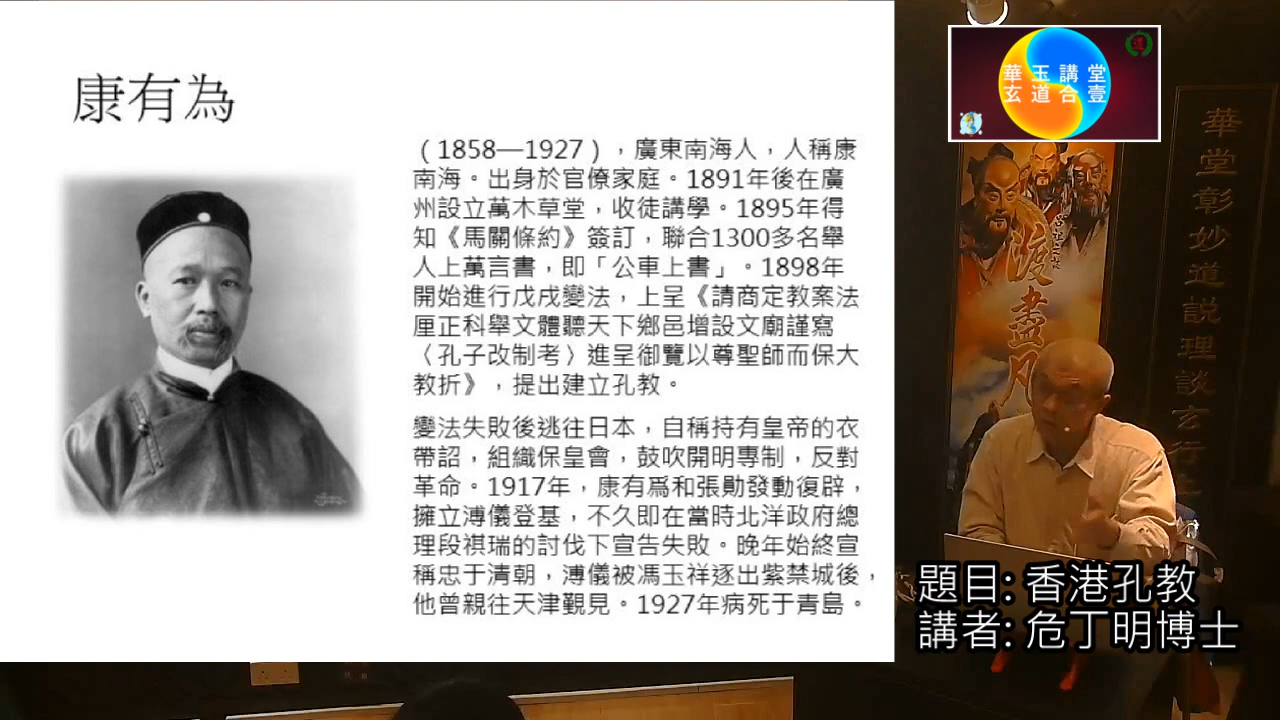 康有為
（1858—1927），廣東南海人，人稱康
南海。出身於官僚家庭。1891年後在廣
州設立萬木草堂，收徒講學。1895年得
知《馬關條約》簽訂，聯合1300多名舉
人上萬言書，即「公車上書」。1898年
開始進行戊戌變法，上呈《請商定教案法
厘正科舉文體聽天下鄉邑增設文廟謹寫
〈孔子改制考〉進呈御覽以尊聖師而保大
教折》，提出建立孔教。
變法失敗後逃往日本，自稱持有皇帝的衣
帶詔，組織保皇會，鼓吹開明專制，反對
革命。1917年，康有爲和張勛發動復辟，
擁立溥儀登基，不久即在當時北洋政府總
理段祺瑞的討伐下宣告失敗。晚年始終宣
稱忠于清朝，溥儀被馮玉祥逐出紫禁城後，
他曾親往天津觐見。1927年病死于青島。
華玉講堂
玄道合壹
道
渡盡凡
華堂彰妙道説理談玄行
題目: 香港孔教
講者: 危丁明博士